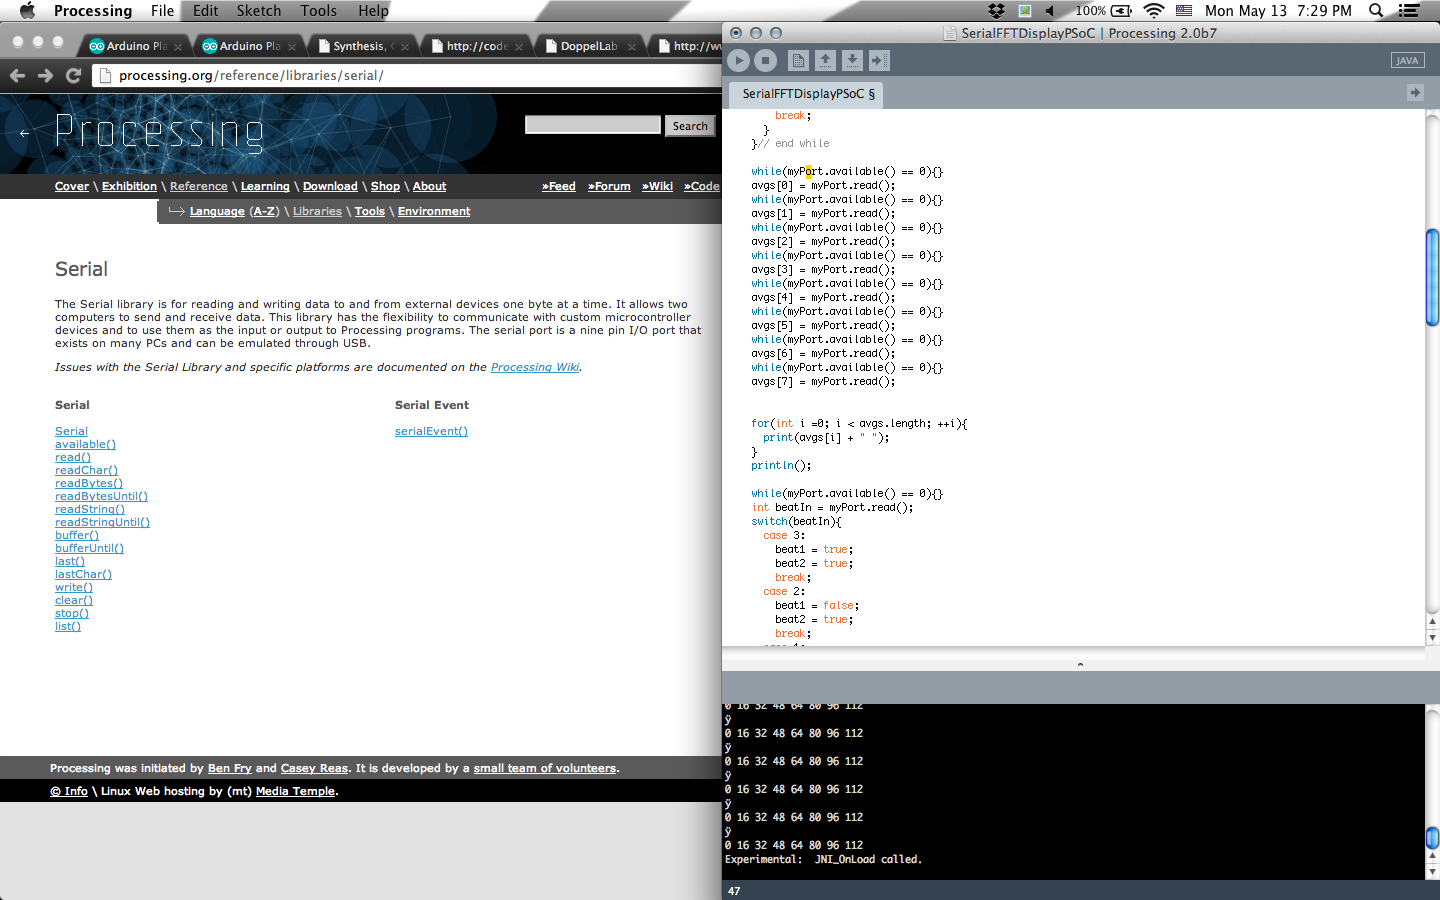 Processing File Edit Sketch Tools Help 100% Mon May 13 7:29 PM
Arduino Pla Arduino Pla Synthesis, http://code DoppelLab http://ww
processing.org/reference/libraries/serial/
Processing
Search
Cover \ Exhibition \ Reference \ Learning \ Download \ Shop \ About »Feed »Forum »Wiki »Code
Language (A-Z) \ Libraries \ Tools \ Environment
Serial
The Serial library is for reading and writing data to and from external devices one byte at a time. It allows two
computers to send and receive data. This library has the flexibility to communicate with custom microcontroller
devices and to use them as the input or output to Processing programs. The serial port is a nine pin I/O port that
exists on many PCs and can be emulated through USB.
Issues with the Serial Library and specific platforms are documented on the Processing Wiki.
Serial
Serial
available()
read()
readChar()
readBytes()
readBytesUntil()
readString()
readStringUntil()
buffer()
bufferUntil()
last()
lastChar()
write()
clear()
stop()
list()
Serial Event
serialEvent()
Processing was initiated by Ben Fry and Casey Reas. It is developed by a small team of volunteers.
© Info \ Linux Web hosting by (mt) Media Temple.
SerialFFTDisplayPSoC | Processing 2.0b7
JAVA
SerialFFTDisplayPSoC §
break;
}
}// end while
while(myPort.available() == 0){}
avgs[0] = myPort.read();
while(myPort.available() == 0){}
avgs[1] = myPort.read();
while(myPort.available() == 0){}
avgs[2] = myPort.read();
while(myPort.available() == 0){}
avgs[3] = myPort.read();
while(myPort.available() == 0){}
avgs[4] = myPort.read();
while(myPort.available() == 0){}
avgs[5] = myPort.read();
while(myPort.available() == 0){}
avgs[6] = myPort.read();
while(myPort.available() == 0){}
avgs[7] = myPort.read();
for(int i =0; i < avgs.length; ++i){
print(avgs[i] + " ");
}
println();
while(myPort.available() == 0){}
int beatIn = myPort.read();
switch(beatIn){
case 3:
beat1 = true;
beat2 = true;
break;
case 2:
beat1 = false;
beat2 = true;
break;
0 16 32 48 64 80 96 112
ÿ
0 16 32 48 64 80 96 112
ÿ
0 16 32 48 64 80 96 112
ÿ
0 16 32 48 64 80 96 112
ÿ
0 16 32 48 64 80 96 112
ÿ
0 16 32 48 64 80 96 112
Experimental:  JNI_OnLoad called.
47